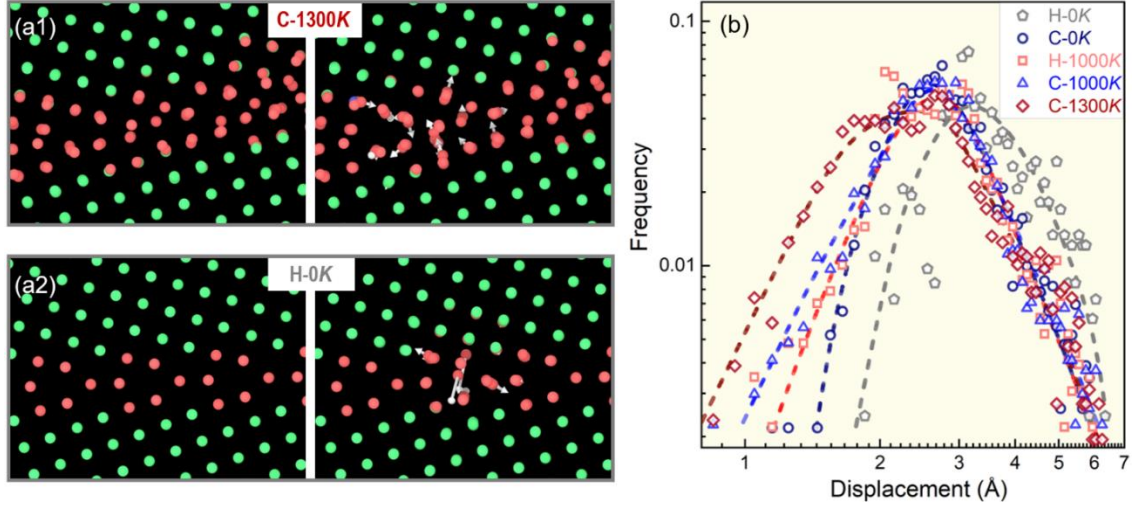 (a1)
C-1300K
(a2)
H-0K
(b)
H-0K
C-0K
H-1000K
C-1000K
C-1300K
Frequency
0.1
0.01
1 2 3 4 5 6 7
Displacement (Å)